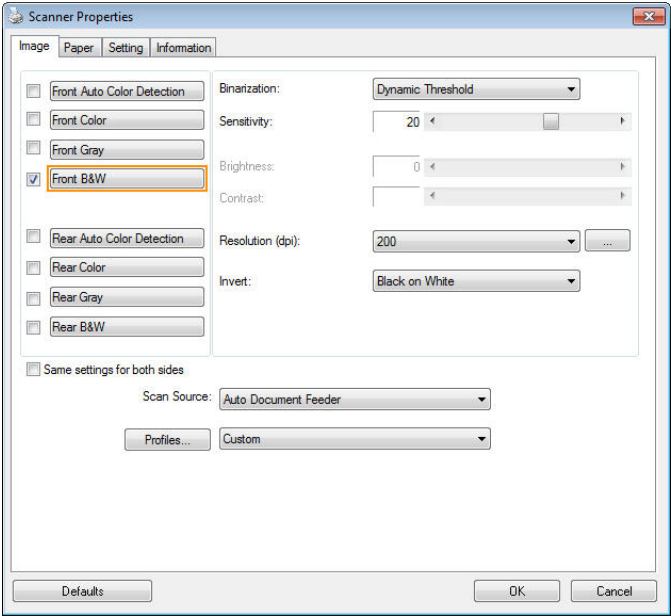 Scanner Properties
Image Paper Setting Information
Front Auto Color Detection
Front Color
Front Gray
Front B&W
Rear Auto Color Detection
Rear Color
Rear Gray
Rear B&W
Binarization: Dynamic Threshold
Sensitivity: 20
Brightness: 0
Contrast:
Resolution (dpi): 200 ...
Invert: Black on White
Same settings for both sides
Scan Source: Auto Document Feeder
Profiles... Custom
Defaults OK Cancel